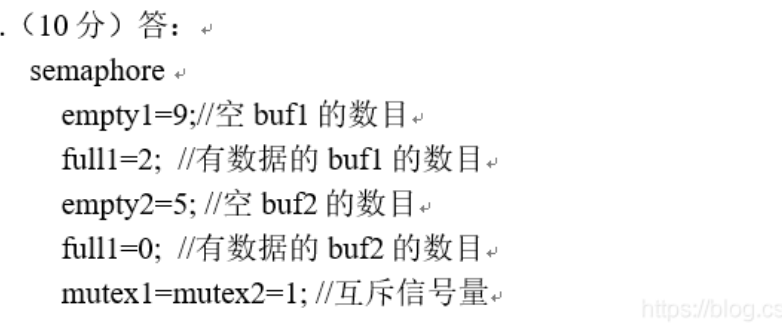 .（10 分）答：
semaphore
empty1=9;//空 buf1 的数目
full1=2; //有数据的 buf1 的数目
empty2=5; //空 buf2 的数目
full1=0; //有数据的 buf2 的数目
mutex1=mutex2=1; //互斥信号量
https://blog.cs